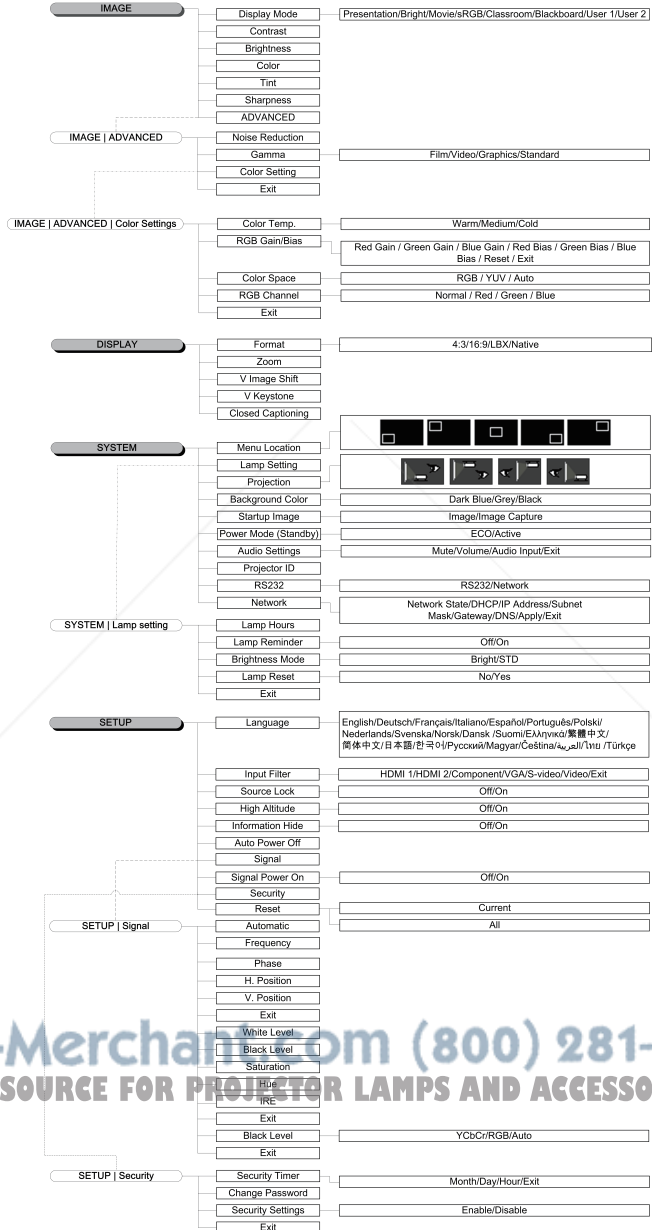 IMAGE
Display Mode
Presentation/Bright/Movie/sRGB/Classroom/Blackboard/User 1/User 2
Contrast
Brightness
Color
Tint
Sharpness
ADVANCED
IMAGE | ADVANCED
Noise Reduction
Gamma
Film/Video/Graphics/Standard
Color Setting
Exit
IMAGE | ADVANCED | Color Settings
Color Temp.
Warm/Medium/Cold
RGB Gain/Bias
Red Gain / Green Gain / Blue Gain / Red Bias / Green Bias / Blue
Bias / Reset / Exit
Color Space
RGB / YUV / Auto
RGB Channel
Normal / Red / Green / Blue
Exit
DISPLAY
Format
4:3/16:9/LBX/Native
Zoom
V Image Shift
V Keystone
Closed Captioning
SYSTEM
Menu Location
Lamp Setting
Projection
Background Color
Dark Blue/Grey/Black
Startup Image
Image/Image Capture
Power Mode (Standby)
ECO/Active
Audio Settings
Mute/Volume/Audio Input/Exit
Projector ID
RS232
RS232/Network
Network
Network State/DHCP/IP Address/Subnet
Mask/Gateway/DNS/Apply/Exit
SYSTEM | Lamp setting
Lamp Hours
Lamp Reminder
Off/On
Brightness Mode
Bright/STD
Lamp Reset
No/Yes
Exit
SETUP
Language
English/Deutsch/Français/Italiano/Español/Português/Polski/
Nederlands/Svenska/Norsk/Dansk /Suomi/Ελληνικά/繁體中文/
简体中文/日本語/한국어/Русский/Magyar/Čeština/العربية/ไทย /Türkçe
Input Filter
HDMI 1/HDMI 2/Component/VGA/S-video/Video/Exit
Source Lock
Off/On
High Altitude
Off/On
Information Hide
Off/On
Auto Power Off
Signal
Signal Power On
Off/On
Security
Reset
Current
All
SETUP | Signal
Automatic
Frequency
Phase
H. Position
V. Position
Exit
White Level
Black Level
Saturation
Hue
IRE
Exit
Black Level
YCbCr/RGB/Auto
Exit
-Merchant.com (800) 281-
SOURCE FOR PROJECTOR LAMPS AND ACCESSO
SETUP | Security
Security Timer
Month/Day/Hour/Exit
Change Password
Security Settings
Enable/Disable
Exit